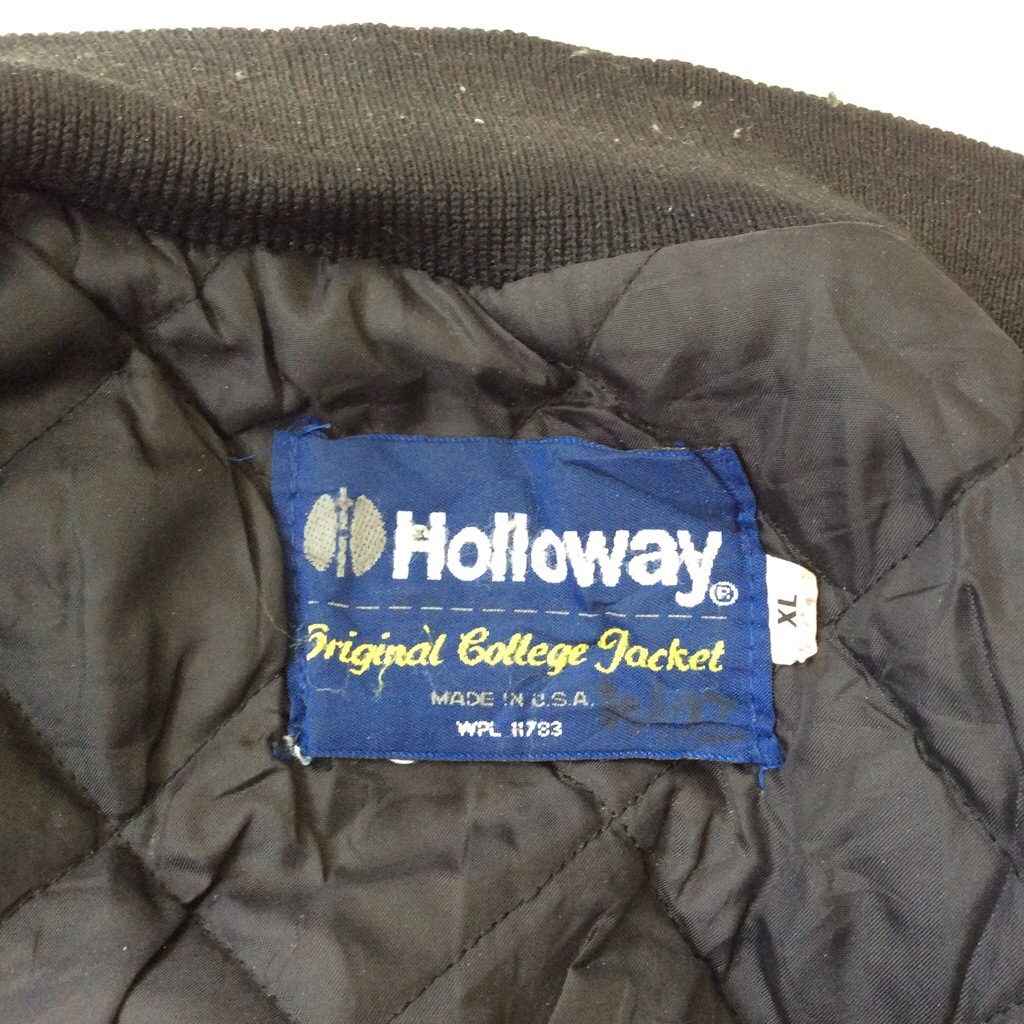 Holloway®
Original College Jacket
MADE IN U.S.A.
WPL 11783
XL